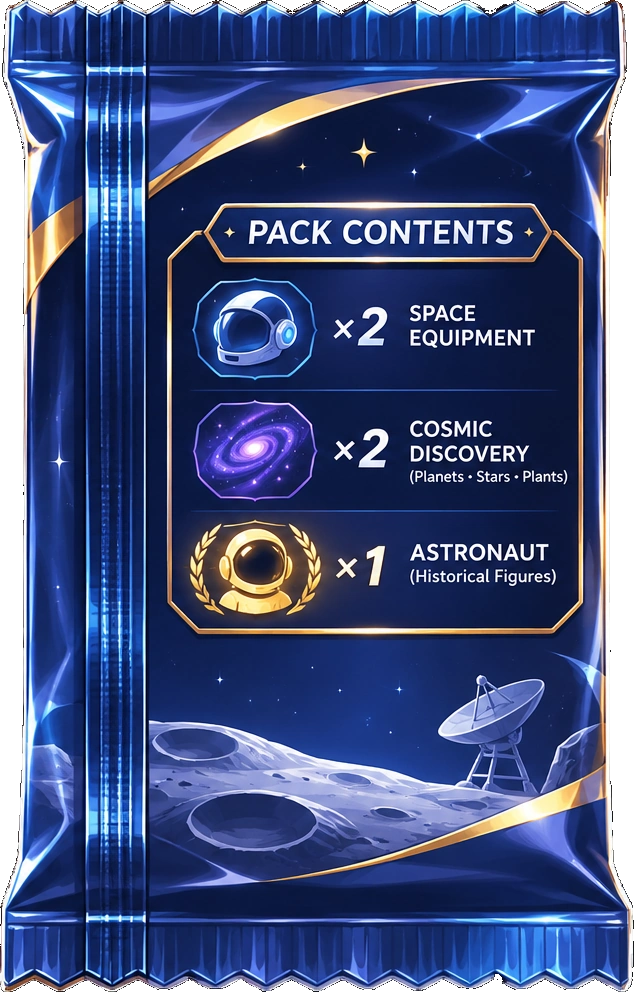 PACK CONTENTS
×2 SPACE
EQUIPMENT
×2 COSMIC
DISCOVERY
(Planets • Stars • Plants)
×1 ASTRONAUT
(Historical Figures)